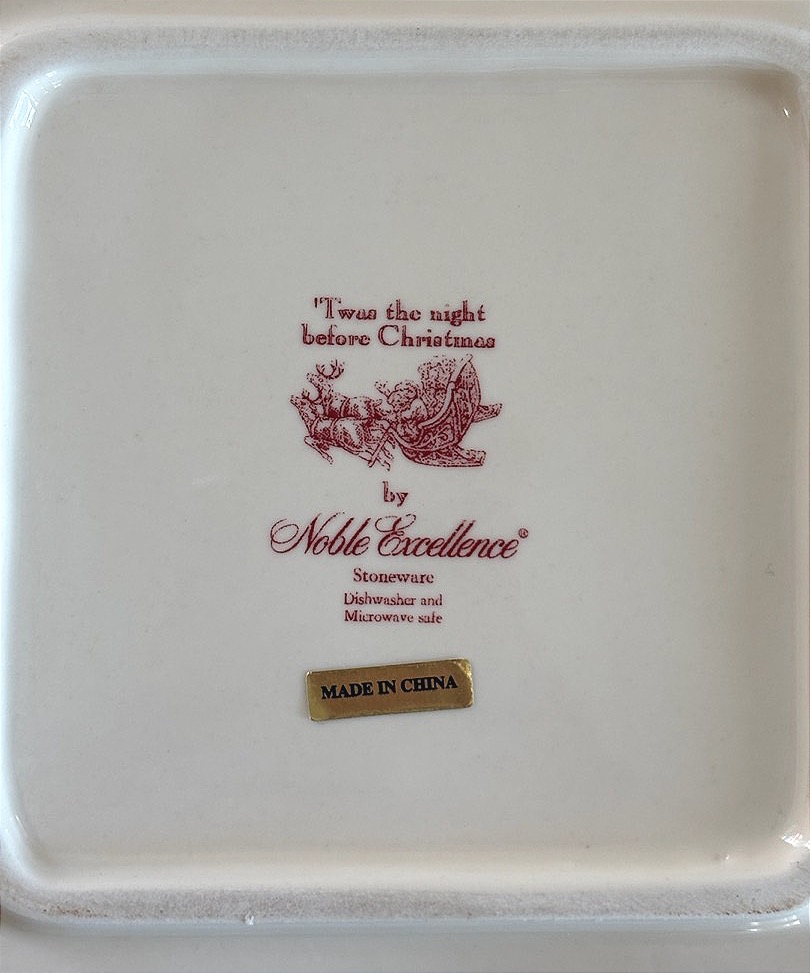 'Twas the night
before Christmas
by
Noble Excellence®
Stoneware
Dishwasher and
Microwave safe
MADE IN CHINA